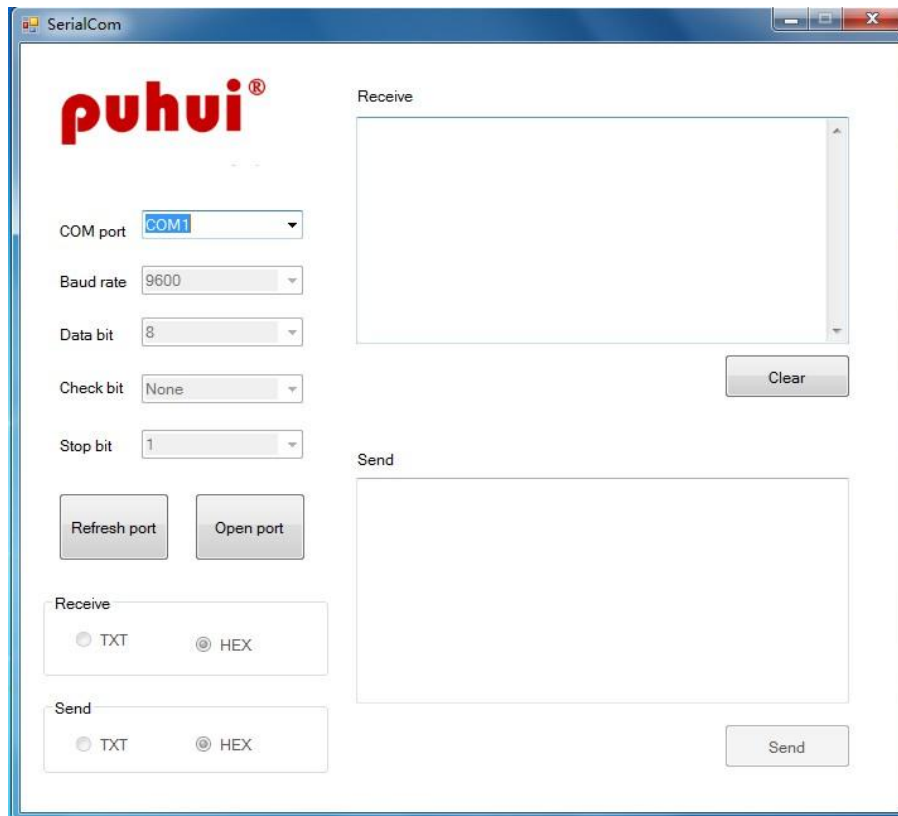 SerialCom
puhui®
COM port COM1
Baud rate 9600
Data bit 8
Check bit None
Stop bit 1
Refresh port Open port
Receive
TXT HEX
Send
TXT HEX
Receive
Clear
Send
Send